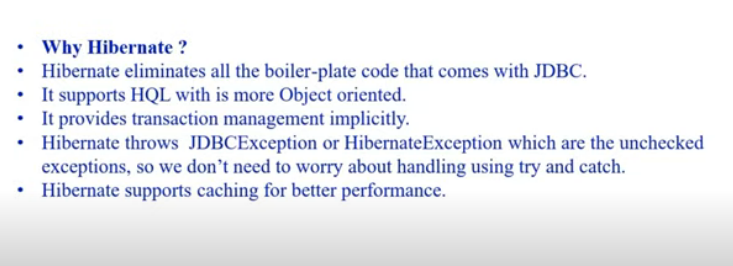 • Why Hibernate ?
• Hibernate eliminates all the boiler-plate code that comes with JDBC.
• It supports HQL with is more Object oriented.
• It provides transaction management implicitly.
• Hibernate throws JDBCException or HibernateException which are the unchecked
exceptions, so we don't need to worry about handling using try and catch.
• Hibernate supports caching for better performance.